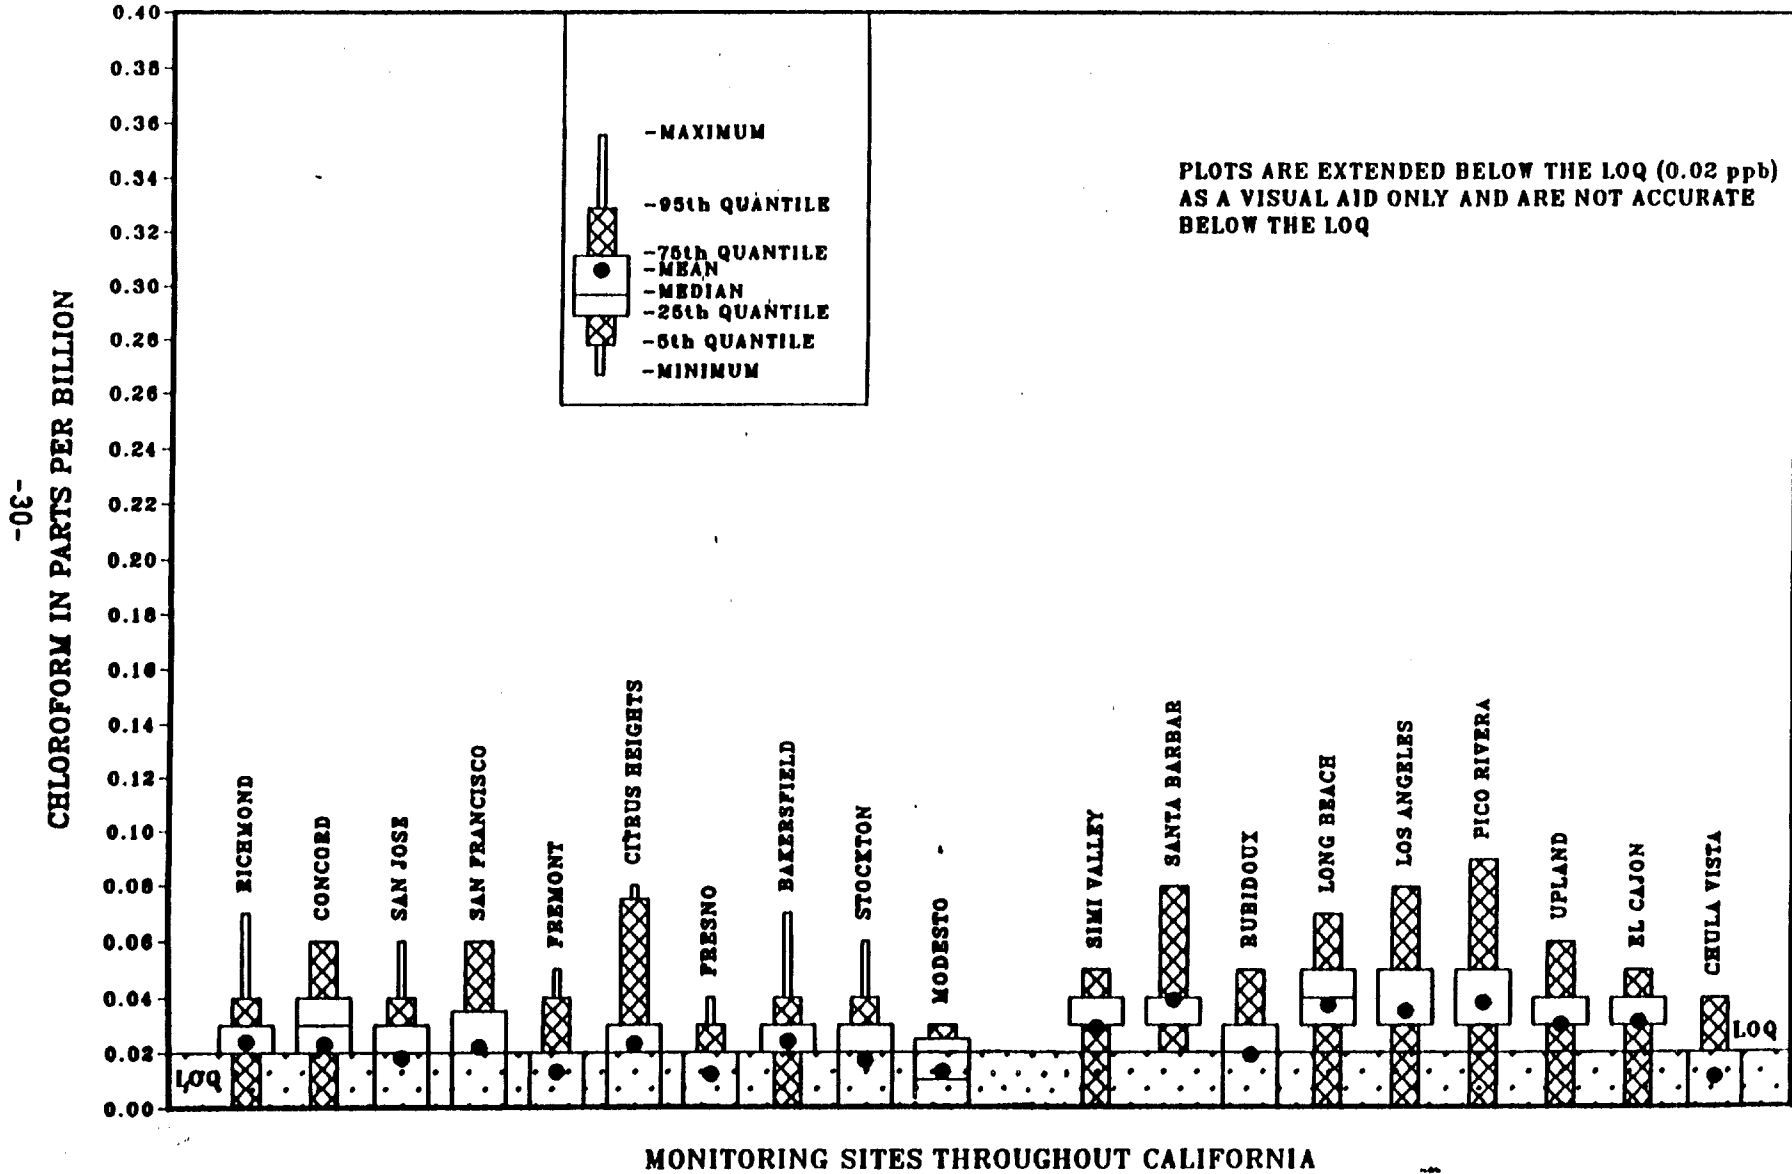 0.40
0.38
0.36
0.34
0.32
0.30
0.28
0.26
0.24
0.22
0.20
0.18
0.16
0.14
0.12
0.10
0.08
0.06
0.04
0.02
0.00
CHLOROFORM IN PARTS PER BILLION
-30-
-MAXIMUM
-95th QUANTILE
-75th QUANTILE
-MEAN
-MEDIAN
-25th QUANTILE
-5th QUANTILE
-MINIMUM
PLOTS ARE EXTENDED BELOW THE LOQ (0.02 ppb)
AS A VISUAL AID ONLY AND ARE NOT ACCURATE
BELOW THE LOQ
RICHMOND
CONCORD
SAN JOSE
SAN FRANCISCO
FREMONT
CITRUS HEIGHTS
FRESNO
BAKERSFIELD
STOCKTON
MODESTO
SIMI VALLEY
SANTA BARBAR
RUBIDOUX
LONG BEACH
LOS ANGELES
PICO RIVERA
UPLAND
EL CAJON
CHULA VISTA
LOQ
LOQ
MONITORING SITES THROUGHOUT CALIFORNIA